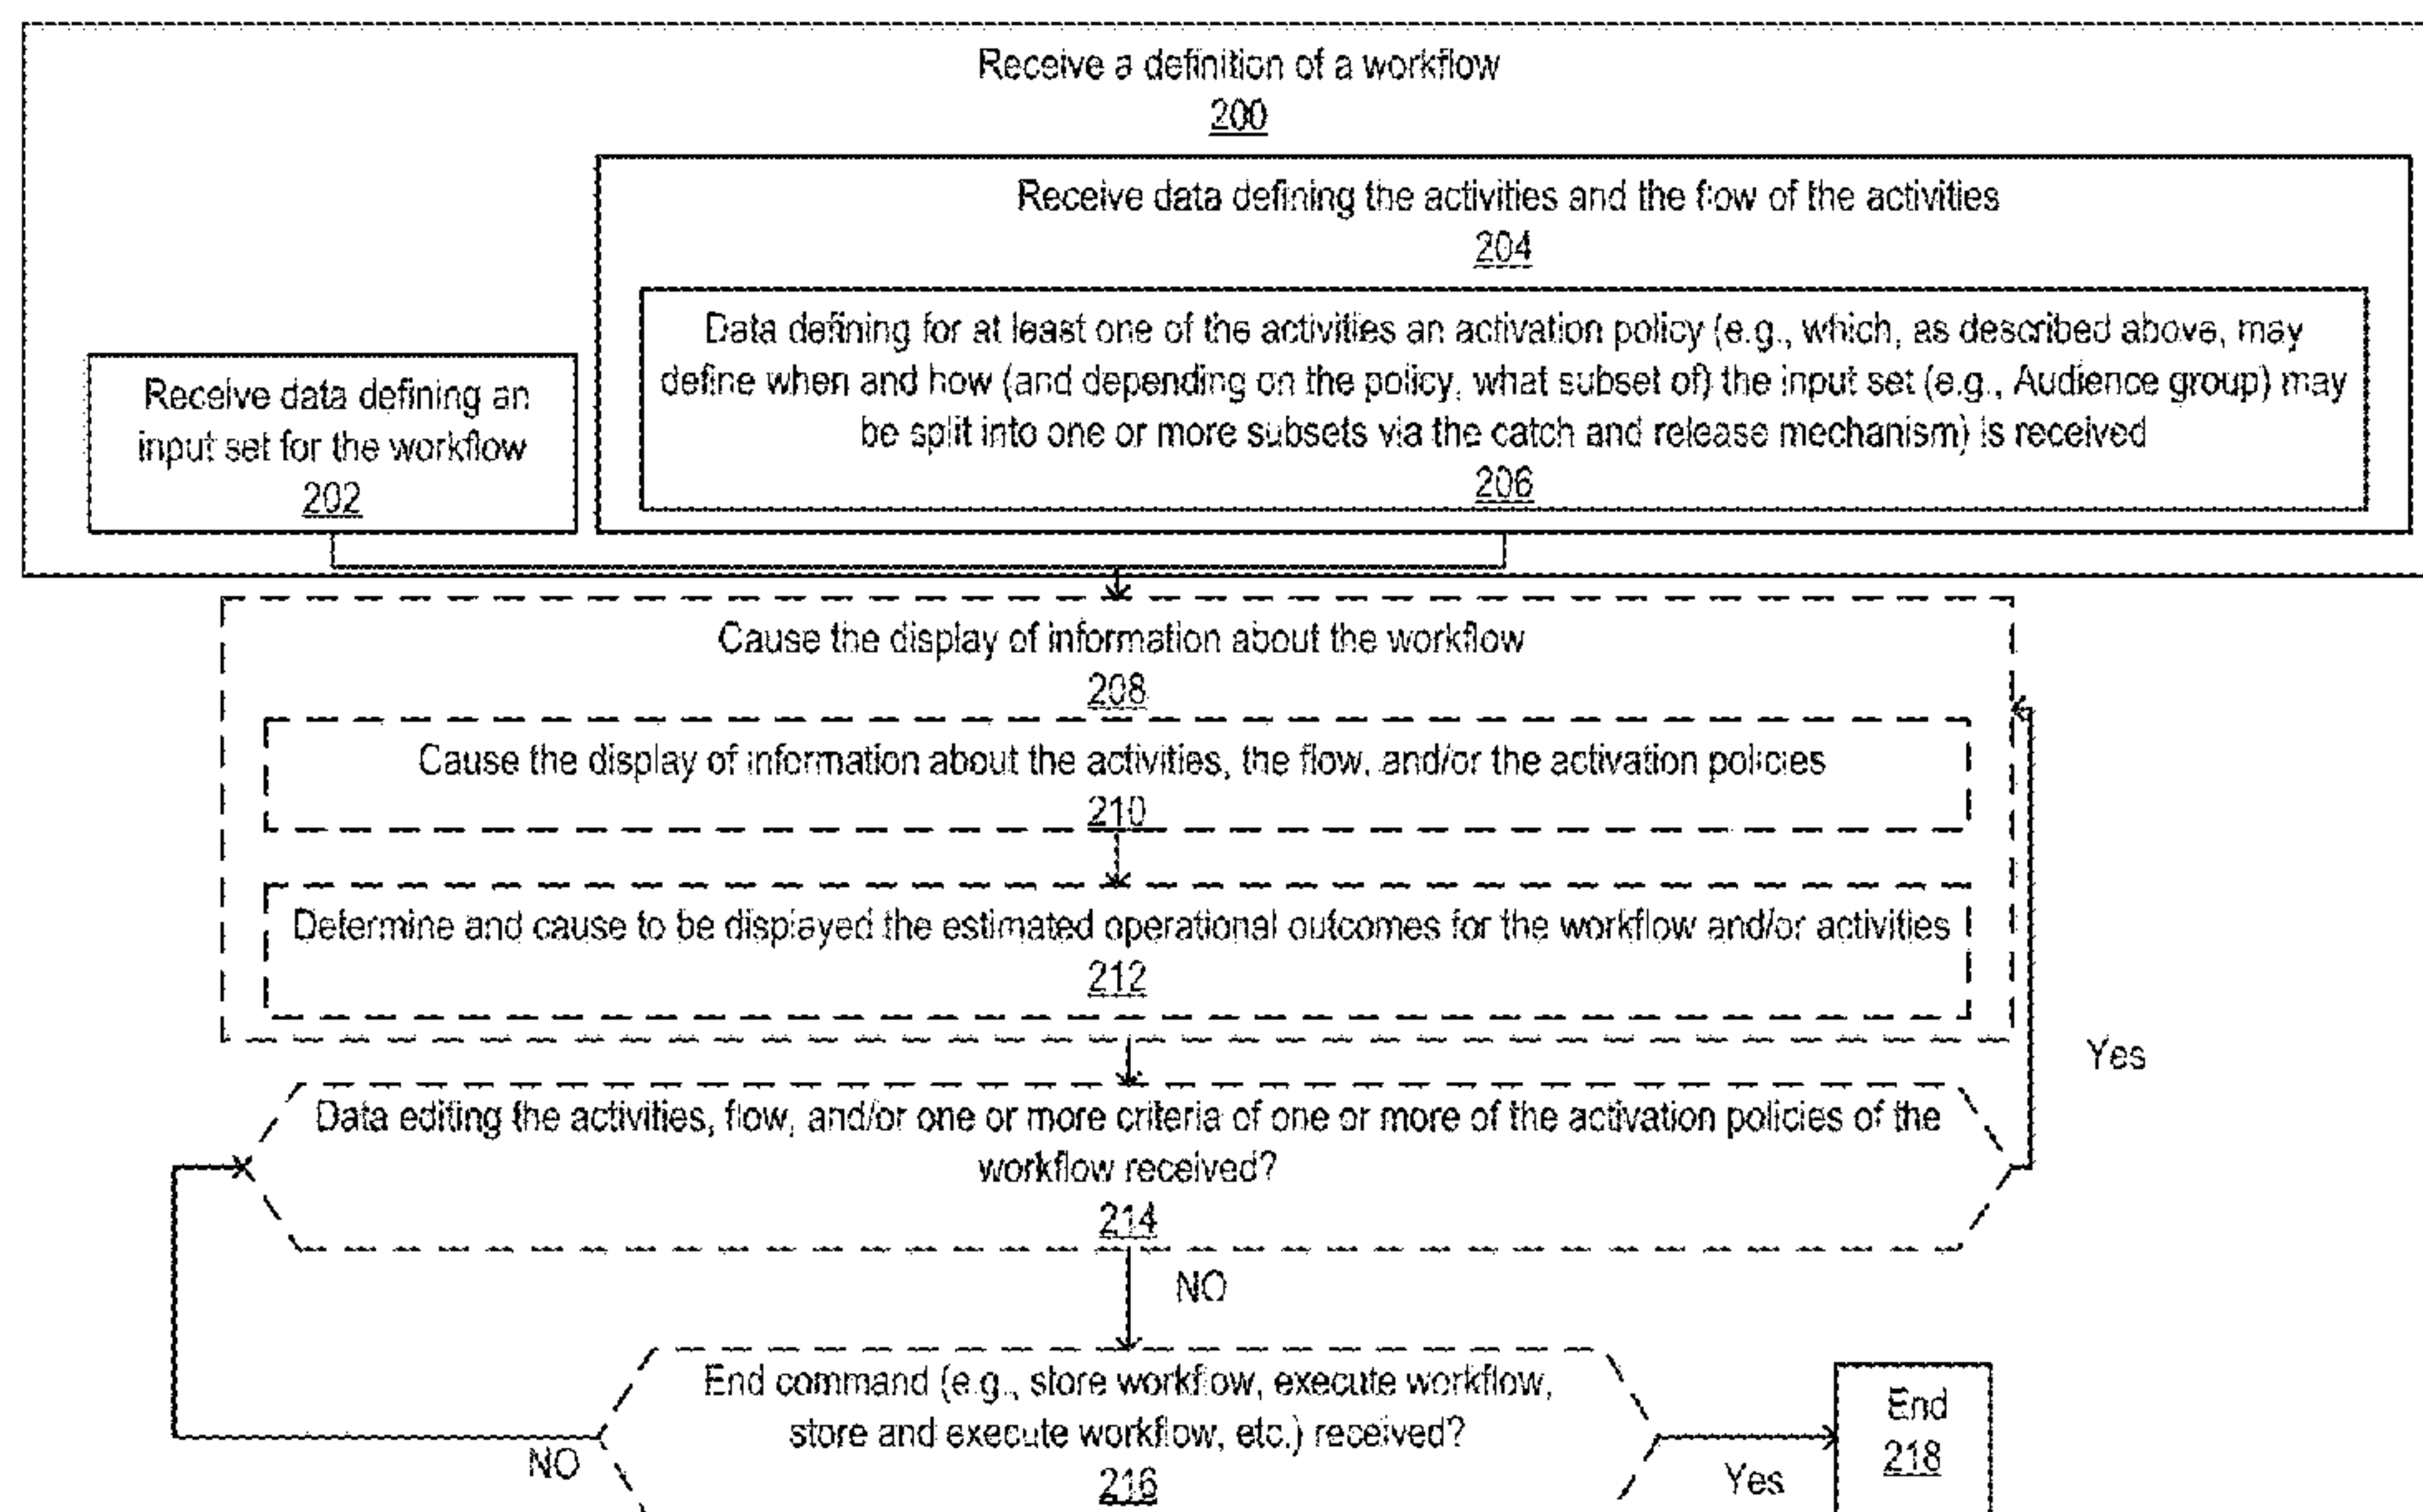 Receive a definition of a workflow
200
Receive data defining the activities and the flow of the activities
204
Data defining for at least one of the activities an activation policy (e.g., which, as described above, may
define when and how (and depending on the policy, what subset of) the input set (e.g., Audience group) may
be split into one or more subsets via the catch and release mechanism) is received
206
Receive data defining an
input set for the workflow
202
Cause the display of information about the workflow
208
Cause the display of information about the activities, the flow, and/or the activation policies
210
Determine and cause to be displayed the estimated operational outcomes for the workflow and/or activities
212
Yes
Data editing the activities, flow, and/or one or more criteria of one or more of the activation policies of the
workflow received?
214
NO
End command (e.g., store workflow, execute workflow,
store and execute workflow, etc.) received?
216
NO
Yes
End
218